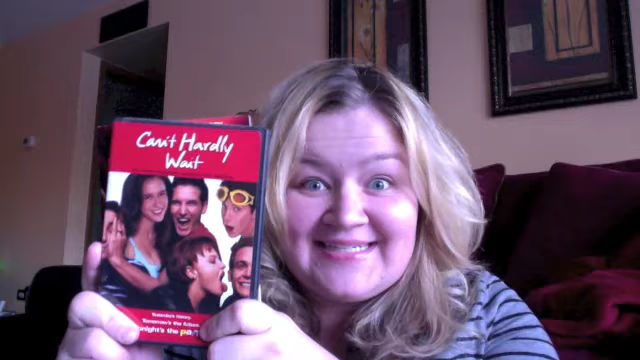 Can't Hardly
Wait
Yesterday's history.
Tomorrow's the future.
tonight's the pa